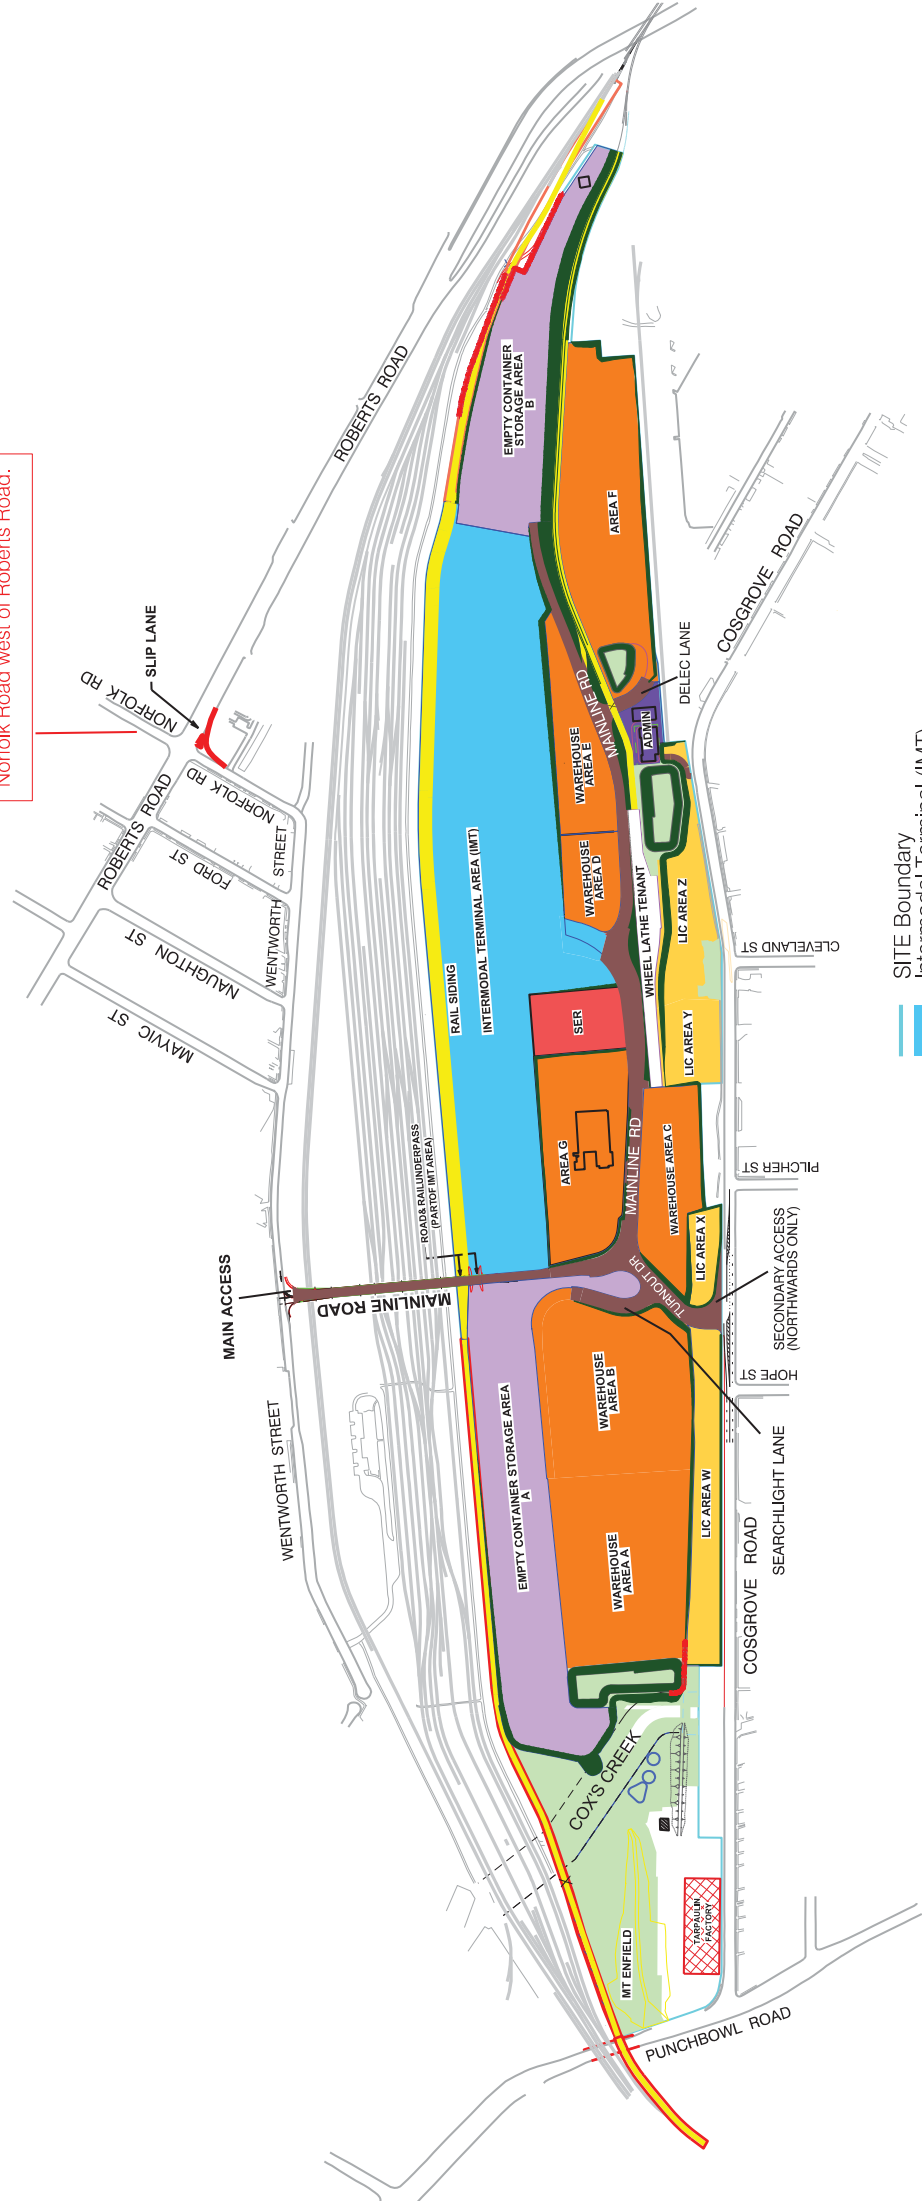 Norfolk Road west of Roberts Road.
NORFOLK RD
SLIP LANE
ROBERTS ROAD
ROBERTS ROAD
NORFOLK RD
FORD ST
NAUGHTON ST
MAYVIC ST
WENTWORTH
STREET
MAIN ACCESS
MAINLINE ROAD
WENTWORTH STREET
ROAD & RAIL UNDERPASS
(PART OF IMT AREA)
RAIL SIDING
INTERMODAL TERMINAL AREA (IMT)
EMPTY CONTAINER
STORAGE AREA
B
AREA F
MAINLINE RD
WAREHOUSE
AREA E
WAREHOUSE
AREA D
ADMIN
DELEC LANE
COSGROVE ROAD
WHEEL LATHE TENANT
LIC AREA Z
LIC AREA Y
CLEVELAND ST
SER
AREA G
MAINLINE RD
WAREHOUSE AREA C
LIC AREA X
TURNOUT DR
PILCHER ST
SECONDARY ACCESS
(NORTHWARDS ONLY)
HOPE ST
SEARCHLIGHT LANE
EMPTY CONTAINER STORAGE AREA
A
WAREHOUSE
AREA B
WAREHOUSE
AREA A
LIC AREA W
COSGROVE ROAD
COX'S CREEK
MT ENFIELD
TARPAULIN
FACTORY
PUNCHBOWL ROAD
SITE Boundary
Intermodal Terminal (IMT)